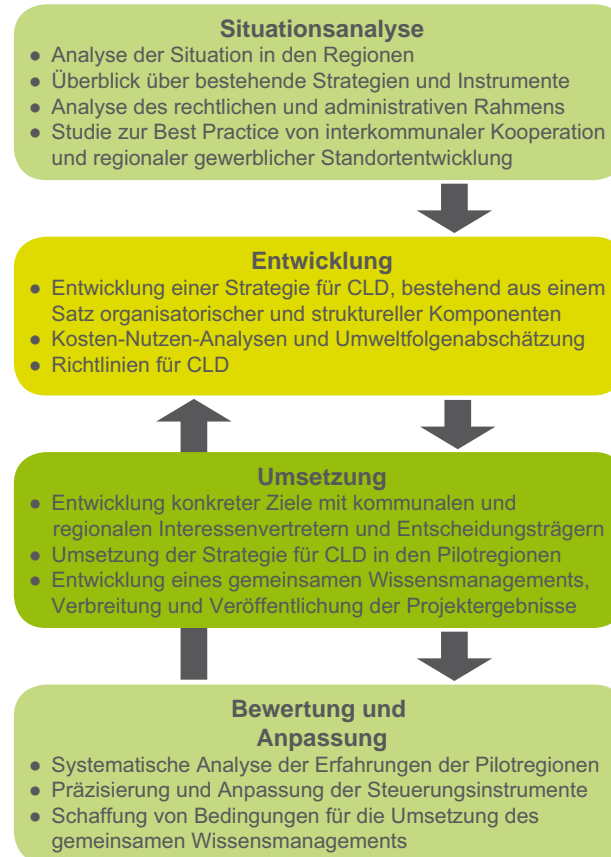 Situationsanalyse
● Analyse der Situation in den Regionen
● Überblick über bestehende Strategien und Instrumente
● Analyse des rechtlichen und administrativen Rahmens
● Studie zur Best Practice von interkommunaler Kooperation
und regionaler gewerblicher Standortentwicklung
Entwicklung
● Entwicklung einer Strategie für CLD, bestehend aus einem
Satz organisatorischer und struktureller Komponenten
● Kosten-Nutzen-Analysen und Umweltfolgenabschätzung
● Richtlinien für CLD
Umsetzung
● Entwicklung konkreter Ziele mit kommunalen und
regionalen Interessenvertretern und Entscheidungsträgern
● Umsetzung der Strategie für CLD in den Pilotregionen
● Entwicklung eines gemeinsamen Wissensmanagements,
Verbreitung und Veröffentlichung der Projektergebnisse
Bewertung und
Anpassung
● Systematische Analyse der Erfahrungen der Pilotregionen
● Präzisierung und Anpassung der Steuerungsinstrumente
● Schaffung von Bedingungen für die Umsetzung des
gemeinsamen Wissensmanagements